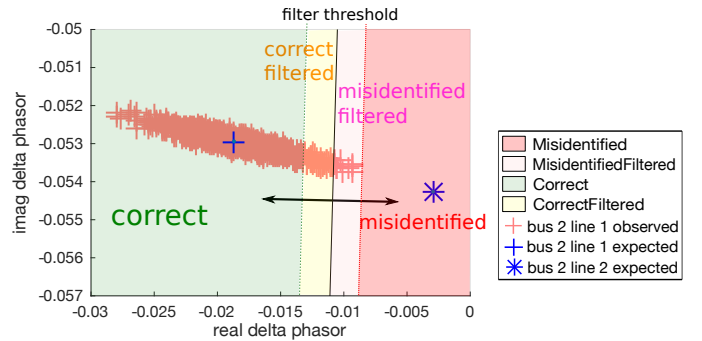 filter threshold
-0.05
-0.051
-0.052
-0.053
-0.054
-0.055
-0.056
-0.057
imag delta phasor
correct
filtered
misidentified
filtered
correct
misidentified
-0.03
-0.025
-0.02
-0.015
-0.01
-0.005
0
real delta phasor
Misidentified
MisidentifiedFiltered
Correct
CorrectFiltered
bus 2 line 1 observed
bus 2 line 1 expected
bus 2 line 2 expected